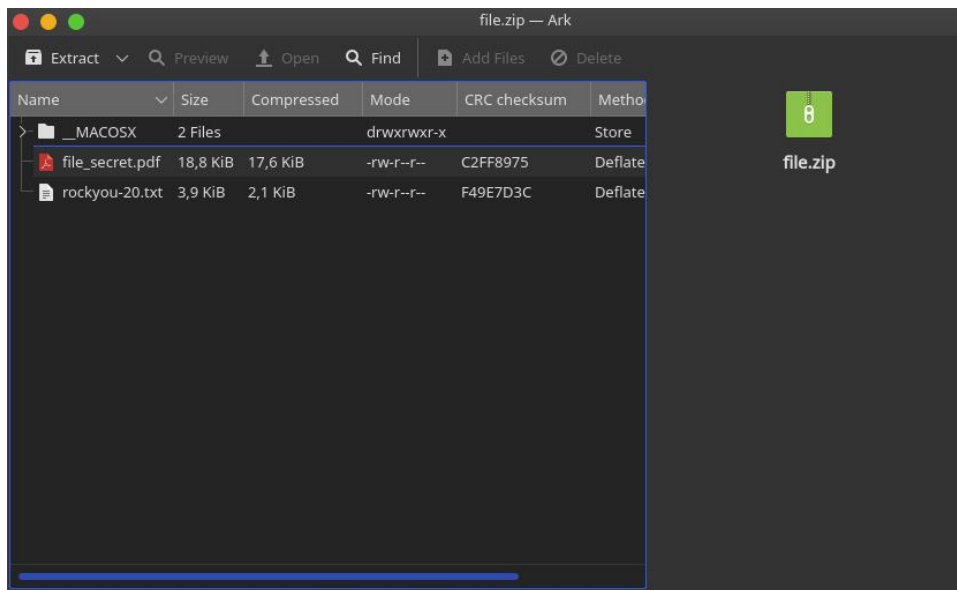 file.zip — Ark
Extract Preview Open Find Add Files Delete
Name Size Compressed Mode CRC checksum Metho
__MACOSX 2 Files drwxrwxr-x Store
file_secret.pdf 18,8 KiB 17,6 KiB -rw-r--r-- C2FF8975 Deflate
rockyou-20.txt 3,9 KiB 2,1 KiB -rw-r--r-- F49E7D3C Deflate
file.zip